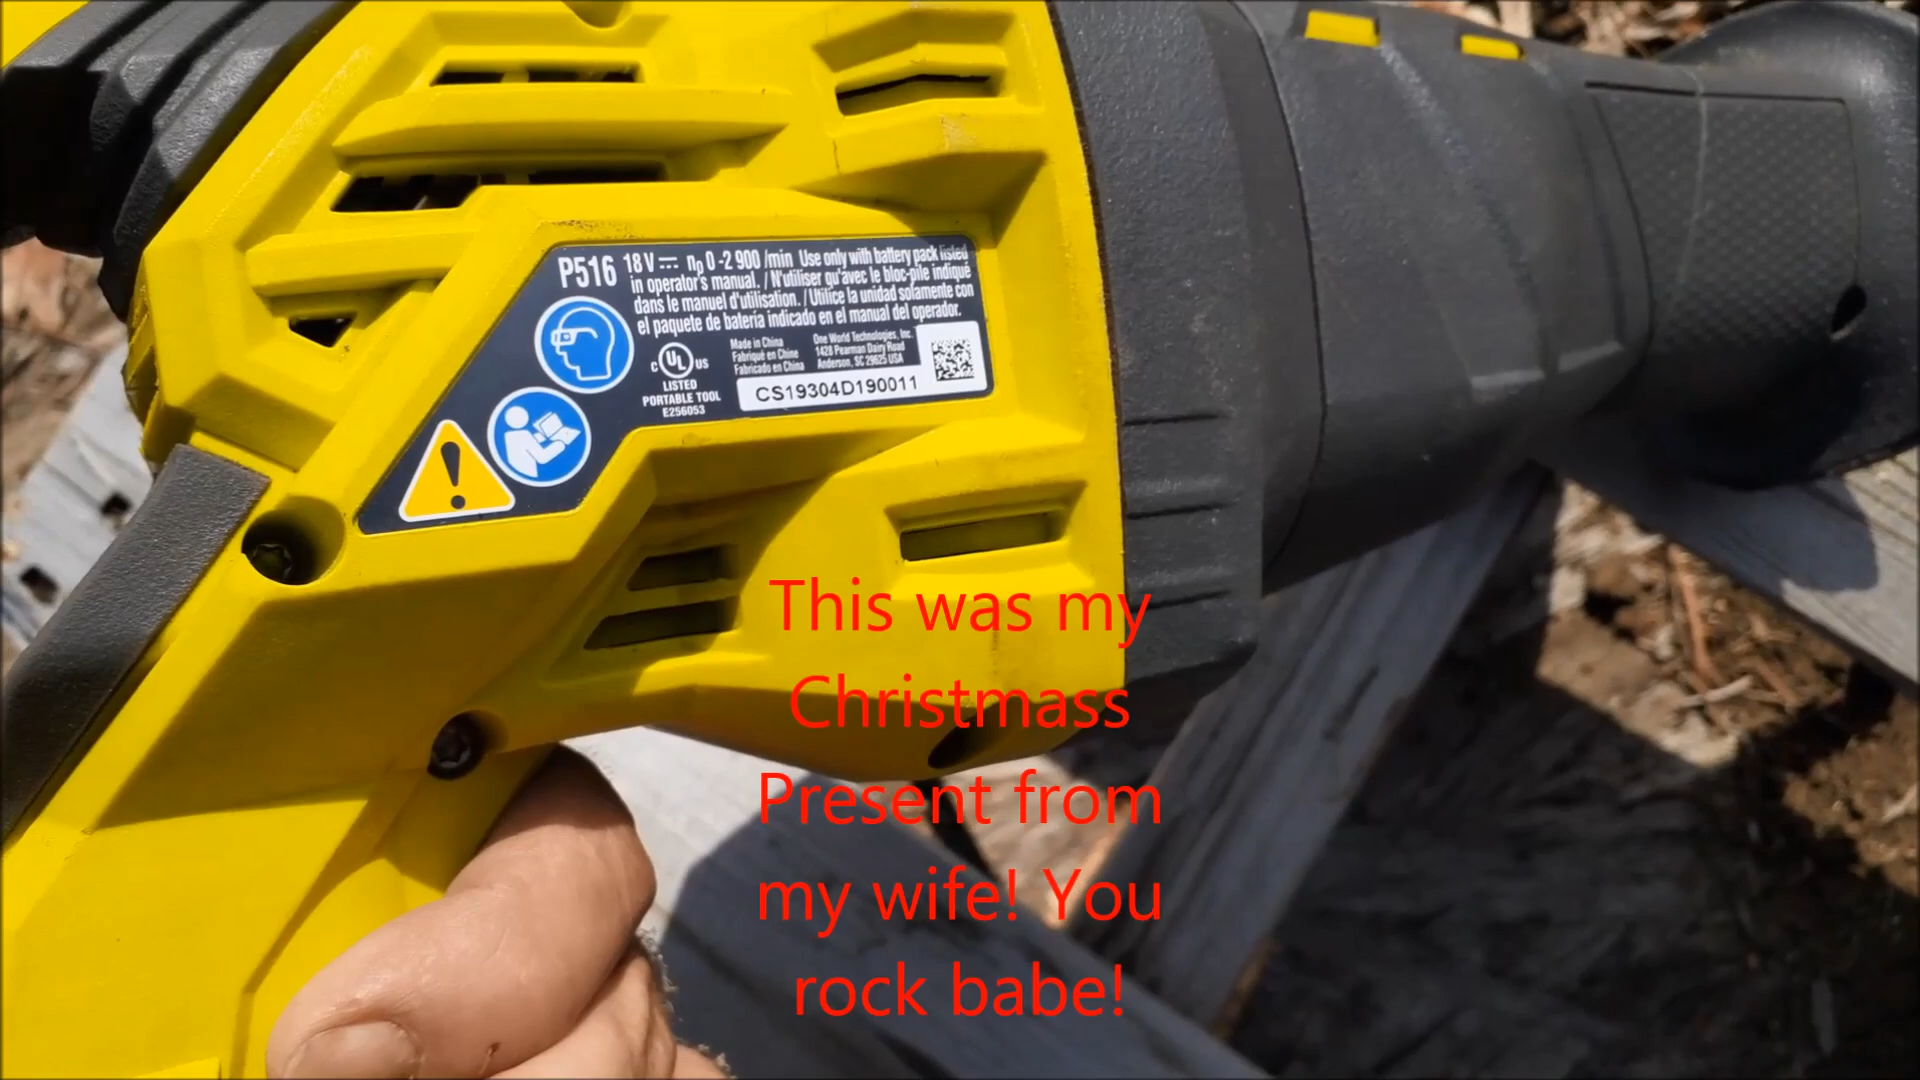 P516 18 V ⎓ nₚ 0 -2 900 /min Use only with battery pack listed
in operator's manual. / N'utiliser qu'avec le bloc-pile indiqué
dans le manuel d'utilisation. / Utilice la unidad solamente con
el paquete de batería indicado en el manual del operador.
C UL US
LISTED
PORTABLE TOOL
E256053
Made in China
Fabriqué en Chine
Fabricado en China
One World Technologies, Inc.
1428 Pearman Dairy Road
Anderson, SC 29625 USA
CS19304D190011
This was my
Christmass
Present from
my wife! You
rock babe!